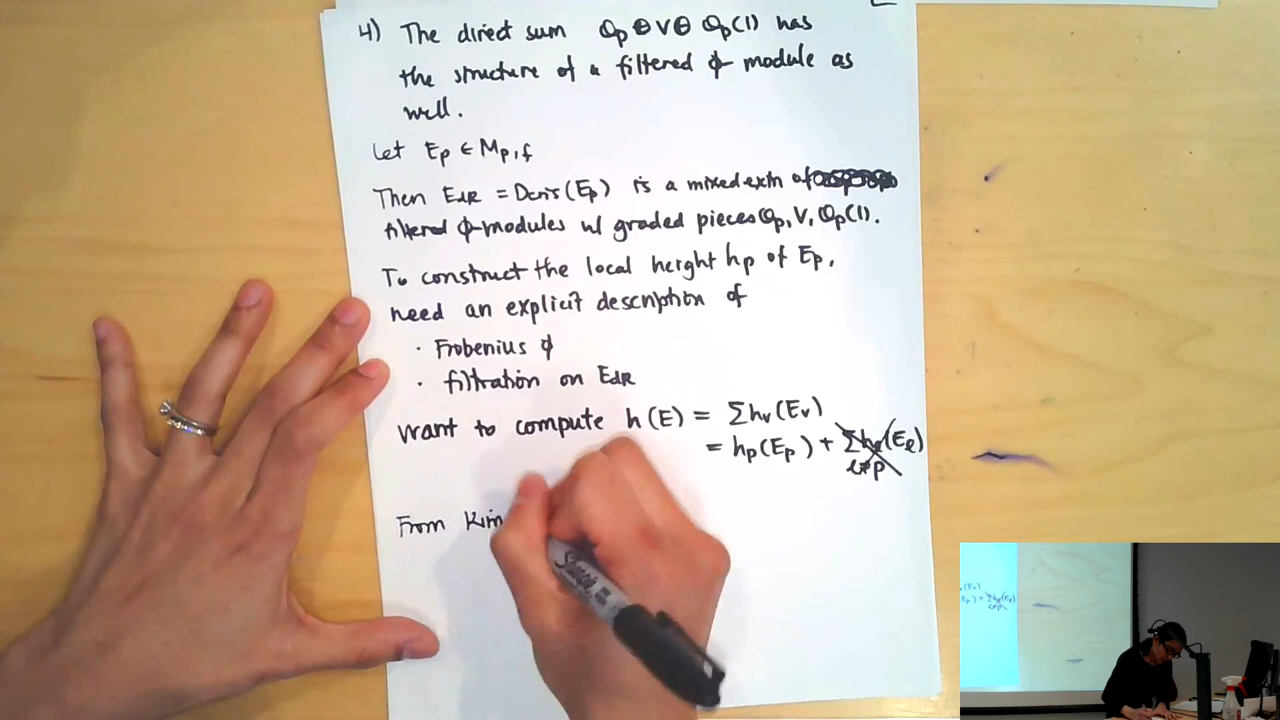 4) The direct sum ℚp ⊕ V ⊕ ℚp(1) has
the structure of a filtered ϕ-module as
well.
Let Ep ∈ Mp,f
Then EdR = Dcris(Ep) is a mixed extn of
filtered ϕ-modules w/ graded pieces ℚp, V, ℚp(1).
To construct the local height hp of Ep,
need an explicit description of
· Frobenius ϕ
· filtration on EdR
want to compute h(E) = Σhv(Ev)
= hp(Ep) + Σhℓ(Eℓ)
ℓ≠p
From Kim
Sharpie